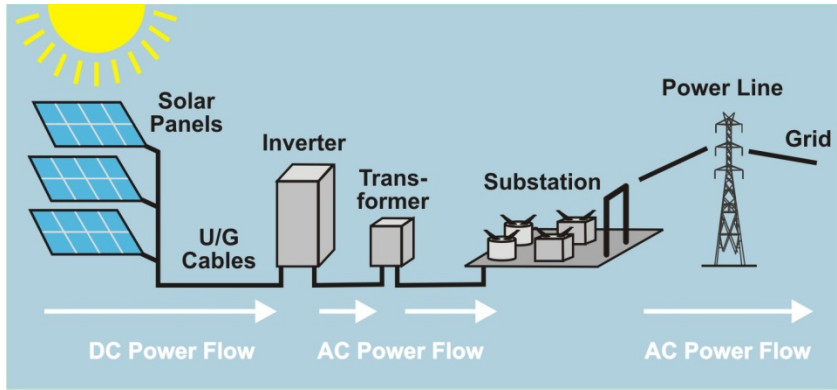 Solar
Panels
Inverter
Trans-
former
U/G
Cables
Substation
Power Line
Grid
DC Power Flow
AC Power Flow
AC Power Flow